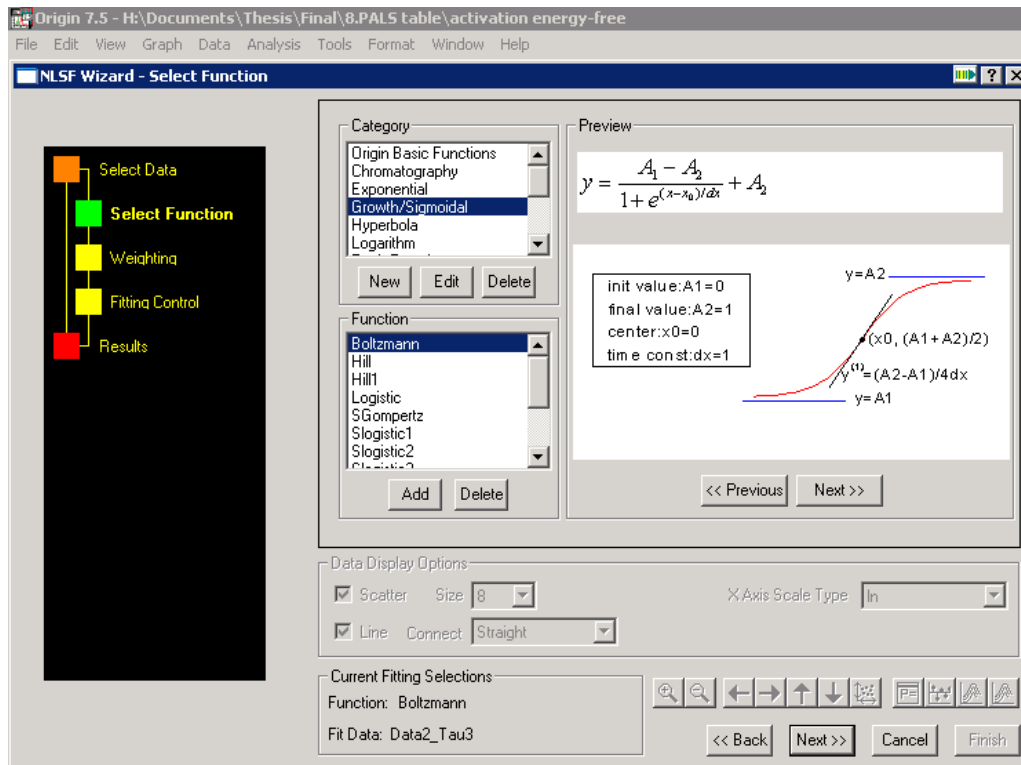 Origin 7.5 - H:\Documents\Thesis\Final\8.PALS table\activation energy-free
File Edit View Graph Data Analysis Tools Format Window Help
NLSF Wizard - Select Function
Select Data
Select Function
Weighting
Fitting Control
Results
Category
Origin Basic Functions
Chromatography
Exponential
Growth/Sigmoidal
Hyperbola
Logarithm
New Edit Delete
Function
Boltzmann
Hill
Hill1
Logistic
SGompertz
Slogistic1
Slogistic2
Add Delete
Preview
y = (A₁ − A₂) / (1 + e^((x−x₀)/dx)) + A₂
init value:A1=0
final value:A2=1
center:x0=0
time const:dx=1
y=A2
(x0, (A1+A2)/2)
y⁽¹⁾=(A2-A1)/4dx
y=A1
<< Previous Next >>
Data Display Options
Scatter Size 8 X Axis Scale Type ln
Line Connect Straight
Current Fitting Selections
Function: Boltzmann
Fit Data: Data2_Tau3
P=
<< Back Next >> Cancel Finish